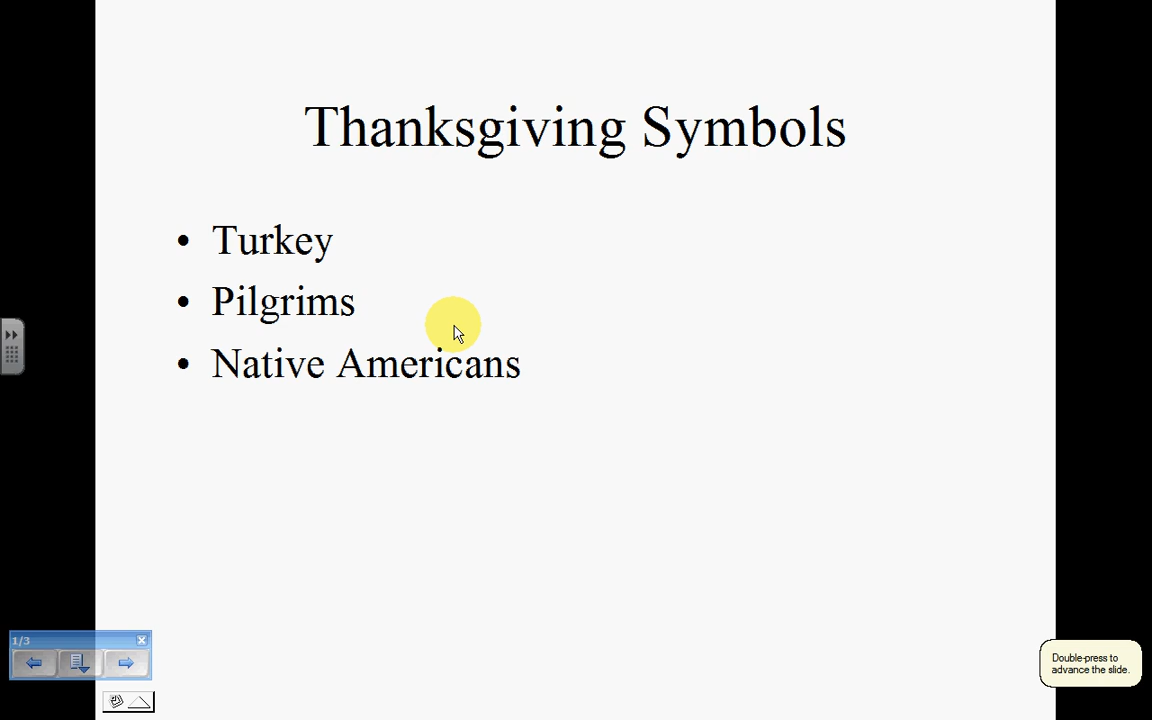 Thanksgiving Symbols
• Turkey
• Pilgrims
• Native Americans
1/3
Double-press to
advance the slide.